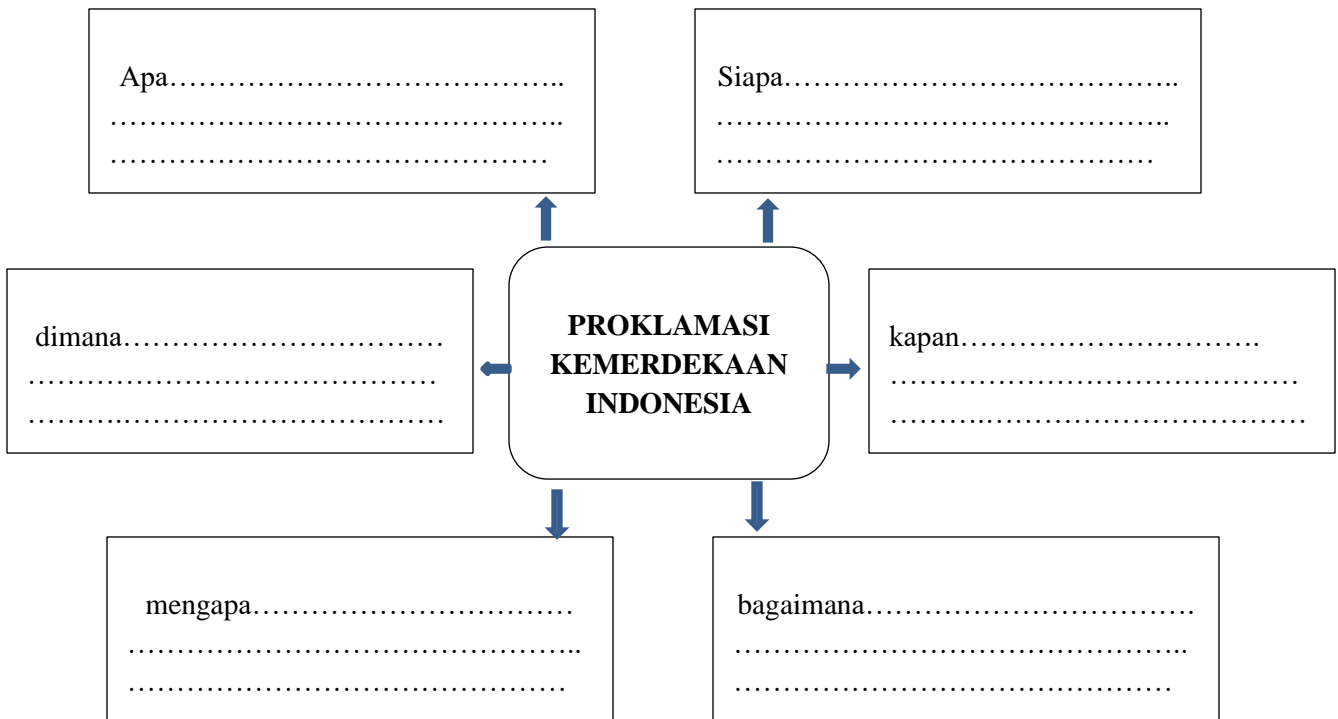 Apa…………………………………..
………………………………………..
………………………………………
Siapa…………………………………..
………………………………………..
………………………………………
dimana……………………………
…………………………………….
……….……………………………
PROKLAMASI
KEMERDEKAAN
INDONESIA
kapan………………………….
……………………………………
……….……………………………
mengapa……………………………
………………………………………..
………………………………………
bagaimana…………………………….
………………………………………..
………………………………………